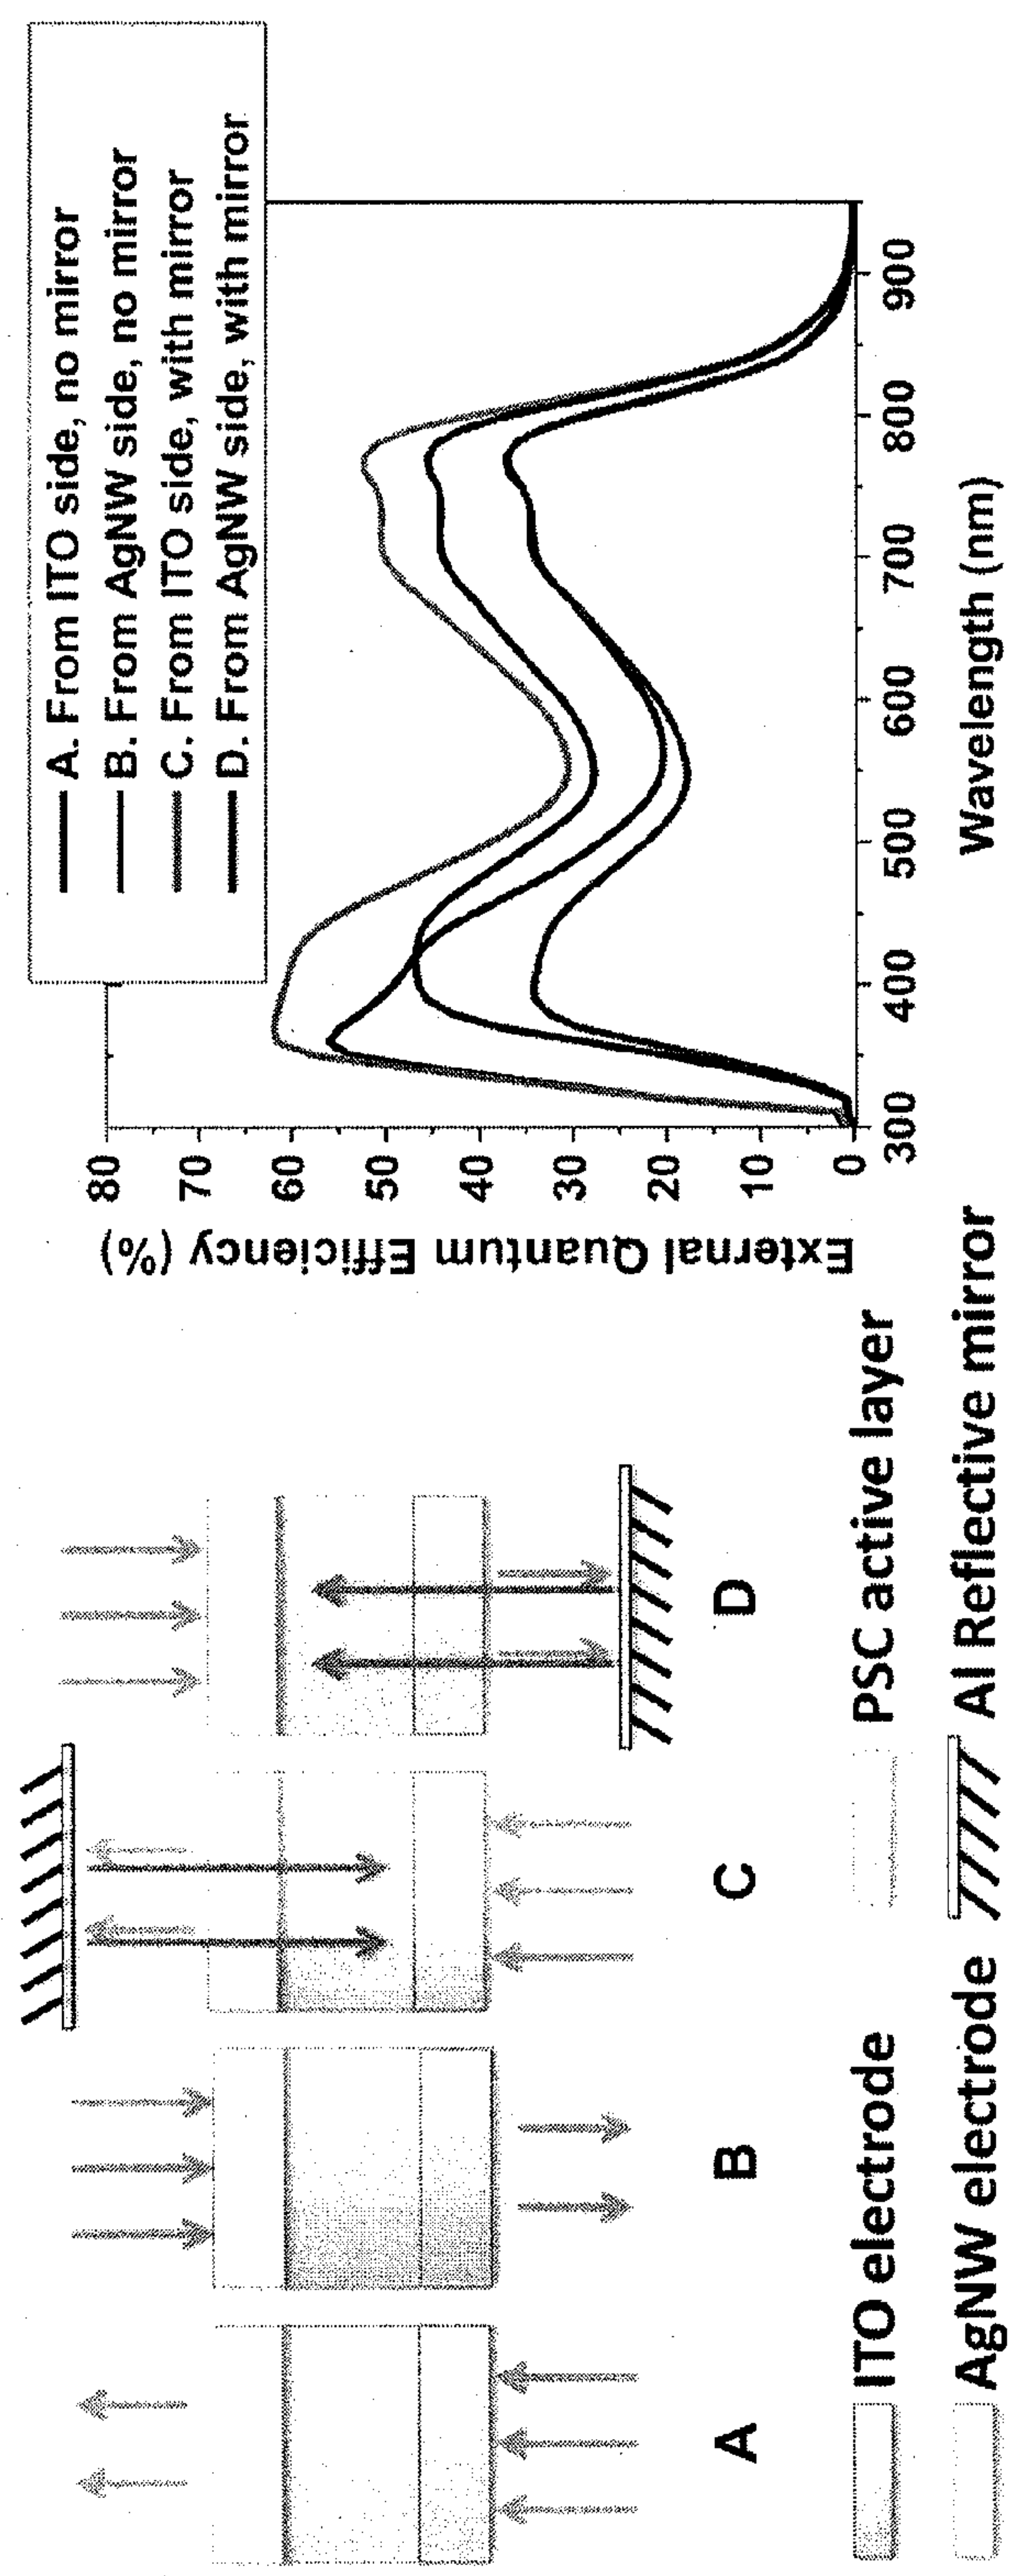 A
B
C
D
ITO electrode
PSC active layer
AgNW electrode
Al Reflective mirror
External Quantum Efficiency (%)
80
70
60
50
40
30
20
10
0
A. From ITO side, no mirror
B. From AgNW side, no mirror
C. From ITO side, with mirror
D. From AgNW side, with mirror
300
400
500
600
700
800
900
Wavelength (nm)